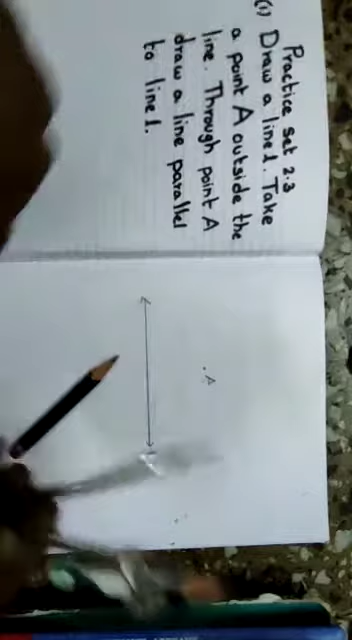 Practice set 2.3
(1) Draw a line l. Take
a point A outside the
line. Through point A
draw a line parallel
to line l.
.A